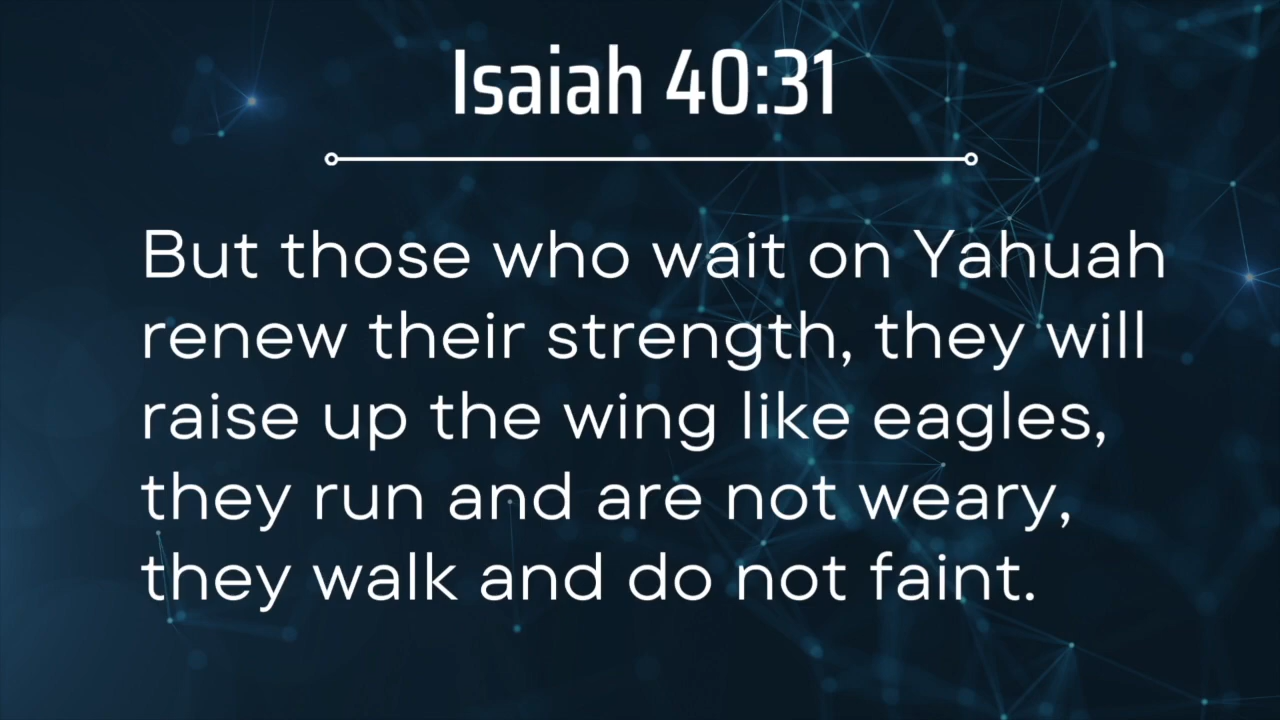 Isaiah 40:31
But those who wait on Yahuah
renew their strength, they will
raise up the wing like eagles,
they run and are not weary,
they walk and do not faint.